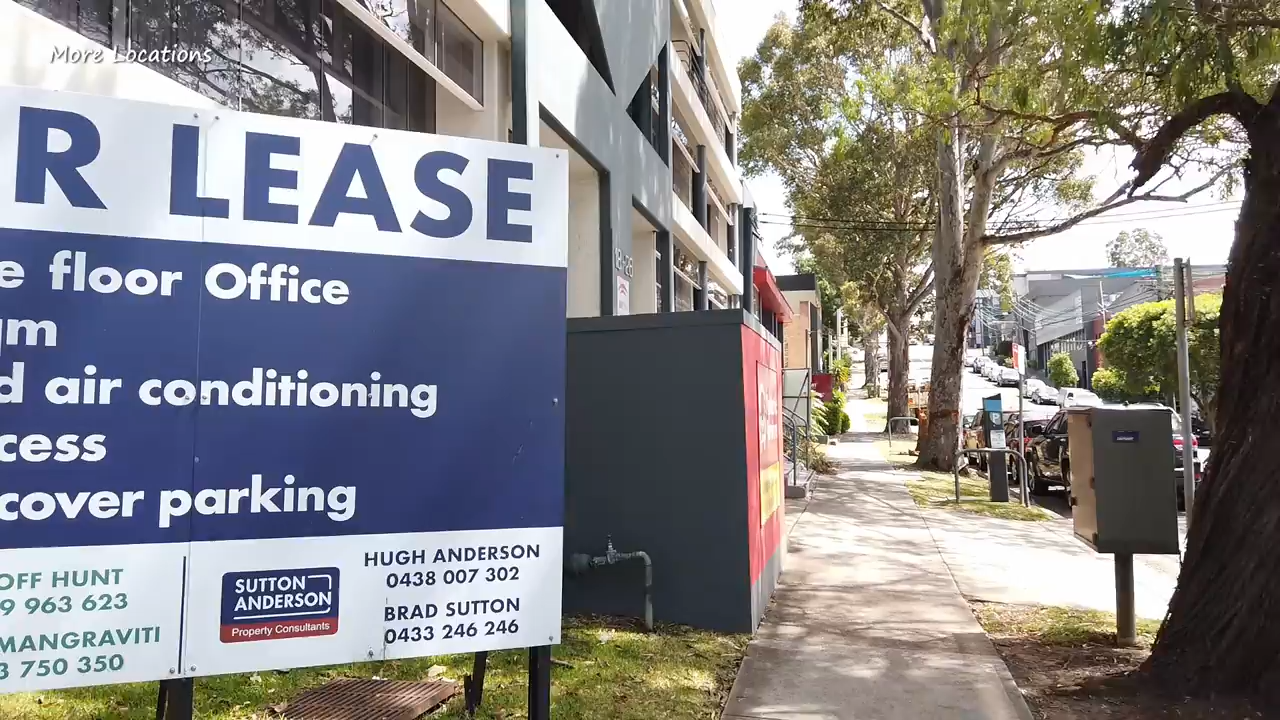 More Locations
R LEASE
e floor Office
qm
d air conditioning
cess
cover parking
OFF HUNT
9 963 623
MANGRAVITI
3 750 350
SUTTON
ANDERSON
Property Consultants
HUGH ANDERSON
0438 007 302
BRAD SUTTON
0433 246 246